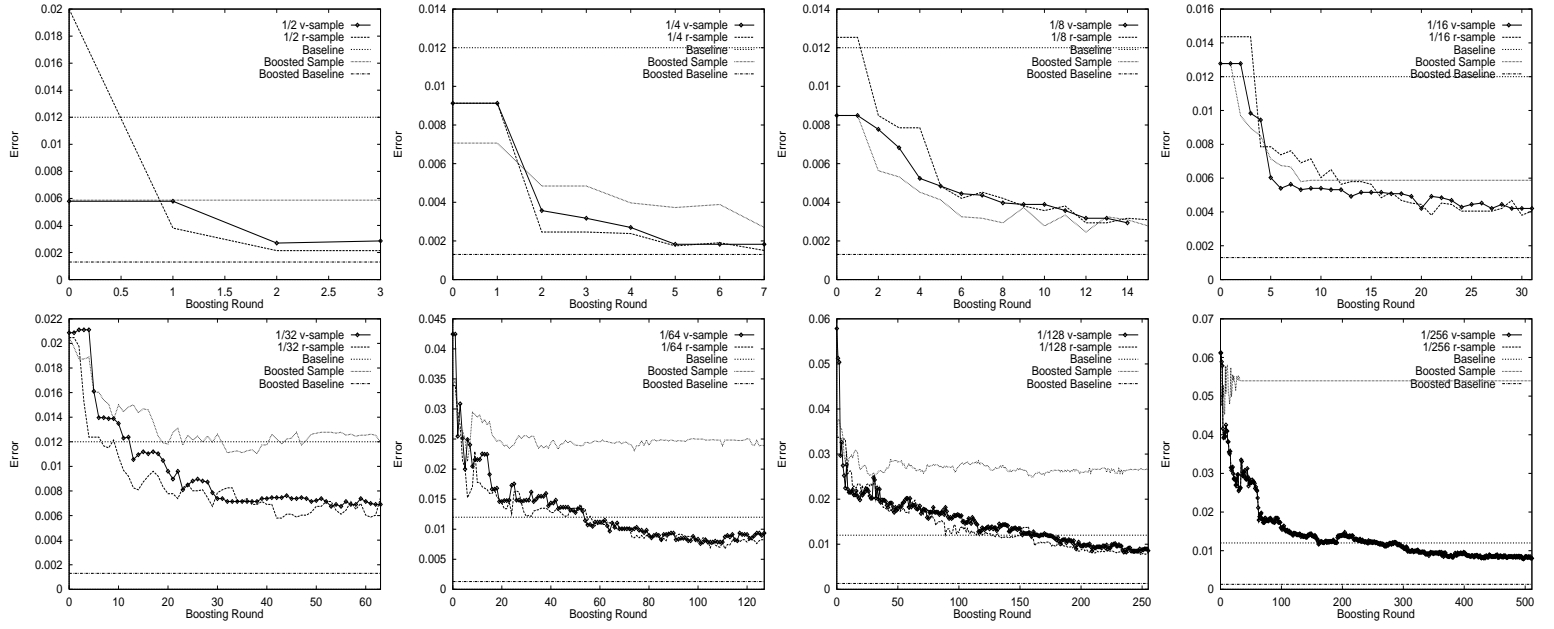 0.02
0.018
0.016
0.014
0.012
0.01
0.008
0.006
0.004
0.002
0
Error
1/2 v-sample
1/2 r-sample
Baseline
Boosted Sample
Boosted Baseline
0 0.5 1 1.5 2 2.5 3
Boosting Round
0.014
0.012
0.01
0.008
0.006
0.004
0.002
0
Error
1/4 v-sample
1/4 r-sample
Baseline
Boosted Sample
Boosted Baseline
0 1 2 3 4 5 6 7
Boosting Round
0.014
0.012
0.01
0.008
0.006
0.004
0.002
0
Error
1/8 v-sample
1/8 r-sample
Baseline
Boosted Sample
Boosted Baseline
0 2 4 6 8 10 12 14
Boosting Round
0.016
0.014
0.012
0.01
0.008
0.006
0.004
0.002
0
Error
1/16 v-sample
1/16 r-sample
Baseline
Boosted Sample
Boosted Baseline
0 5 10 15 20 25 30
Boosting Round
0.022
0.02
0.018
0.016
0.014
0.012
0.01
0.008
0.006
0.004
0.002
0
Error
1/32 v-sample
1/32 r-sample
Baseline
Boosted Sample
Boosted Baseline
0 10 20 30 40 50 60
Boosting Round
0.045
0.04
0.035
0.03
0.025
0.02
0.015
0.01
0.005
0
Error
1/64 v-sample
1/64 r-sample
Baseline
Boosted Sample
Boosted Baseline
0 20 40 60 80 100 120
Boosting Round
0.06
0.05
0.04
0.03
0.02
0.01
0
Error
1/128 v-sample
1/128 r-sample
Baseline
Boosted Sample
Boosted Baseline
0 50 100 150 200 250
Boosting Round
0.07
0.06
0.05
0.04
0.03
0.02
0.01
0
Error
1/256 v-sample
1/256 r-sample
Baseline
Boosted Sample
Boosted Baseline
0 100 200 300 400 500
Boosting Round